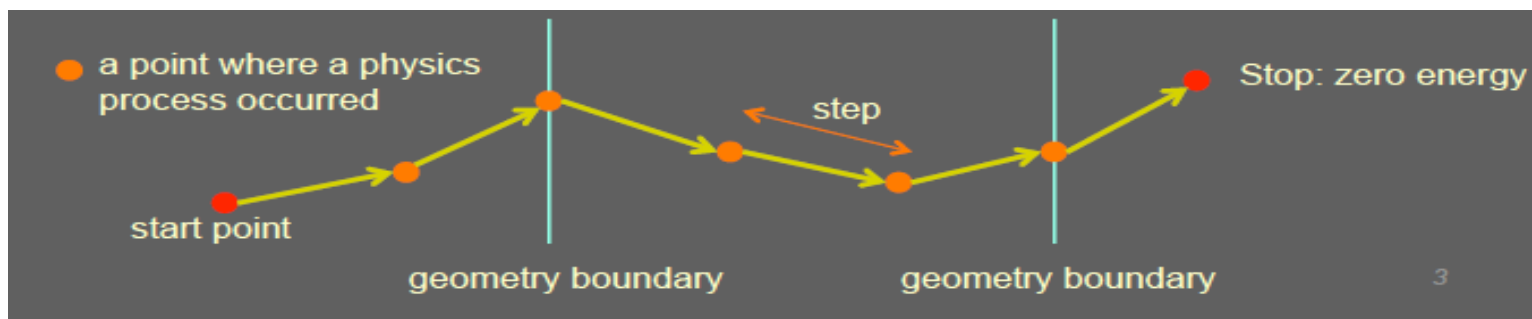 a point where a physics
process occurred
step
Stop: zero energy
start point
geometry boundary
geometry boundary
3